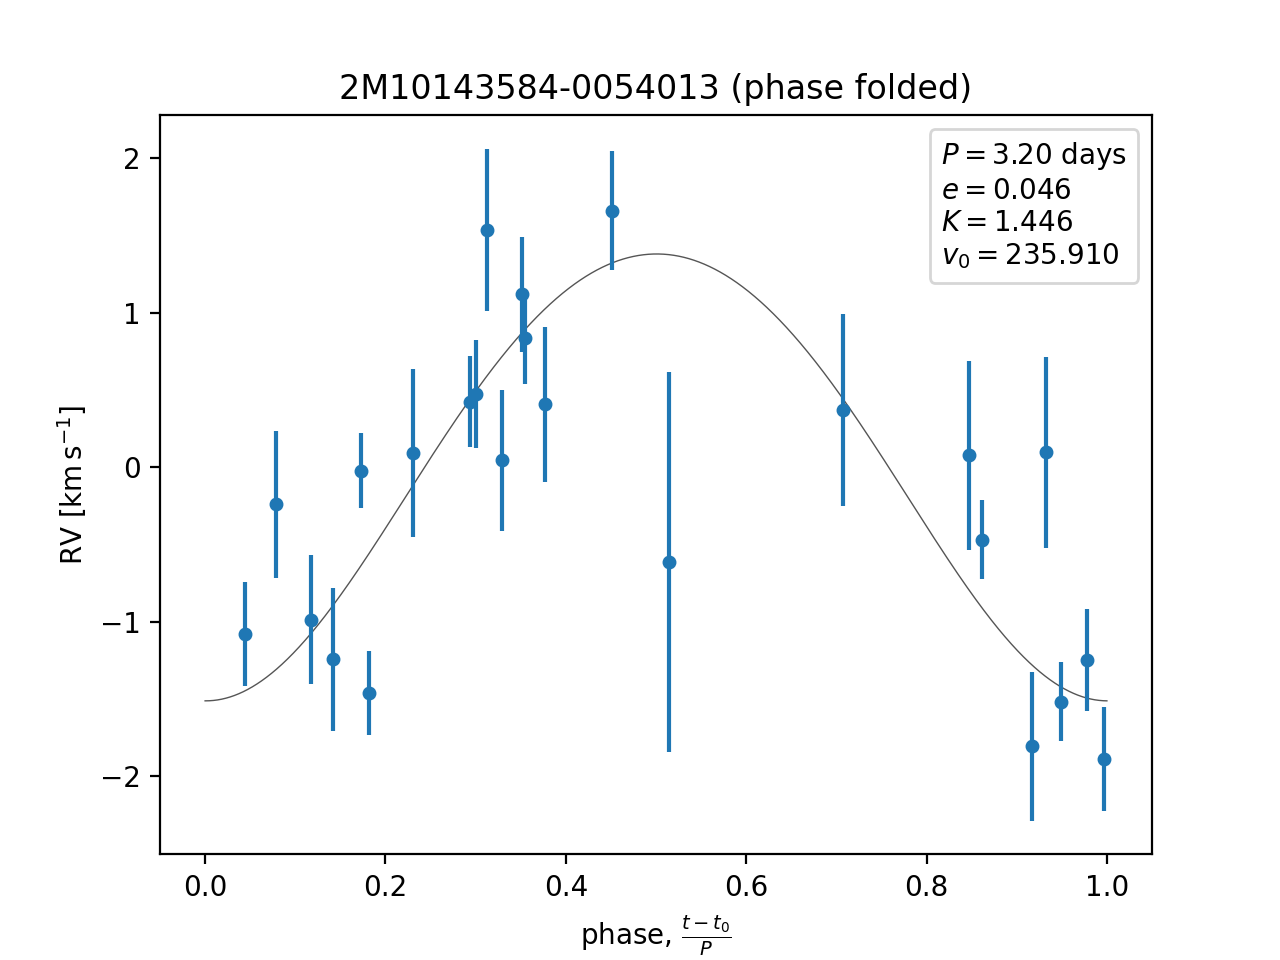 2M10143584-0054013 (phase folded)
P = 3.20 days
e = 0.046
K = 1.446
v₀ = 235.910
RV [km s⁻¹]
2
1
0
−1
−2
0.0 0.2 0.4 0.6 0.8 1.0
phase, (t − t₀)/P